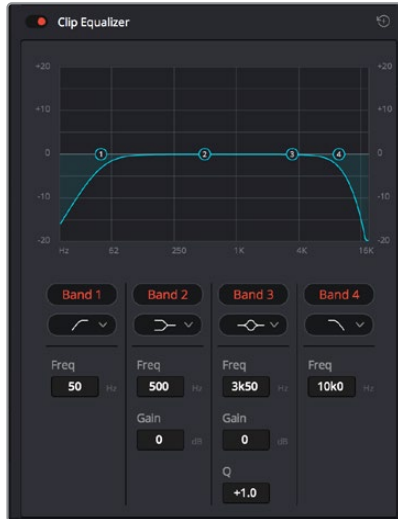 Clip Equalizer
+20 +20
+10 +10
1 2 3 4
0 0
-10 -10
-20 -20
Hz 62 250 1K 4K 16K
Band 1 Band 2 Band 3 Band 4
Freq Freq Freq Freq
50 Hz 500 Hz 3k50 Hz 10k0 Hz
Gain Gain
0 dB 0 dB
Q
+1.0